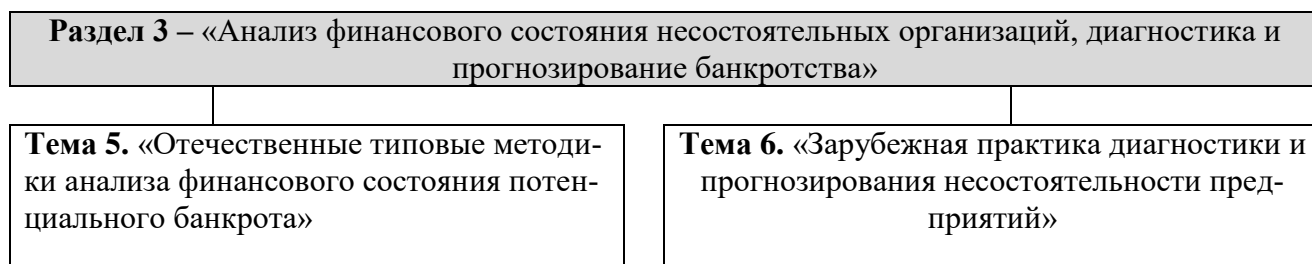 Раздел 3 – «Анализ финансового состояния несостоятельных организаций, диагностика и
прогнозирование банкротства»
Тема 5. «Отечественные типовые методи-
ки анализа финансового состояния потен-
циального банкрота»
Тема 6. «Зарубежная практика диагностики и
прогнозирования несостоятельности пред-
приятий»